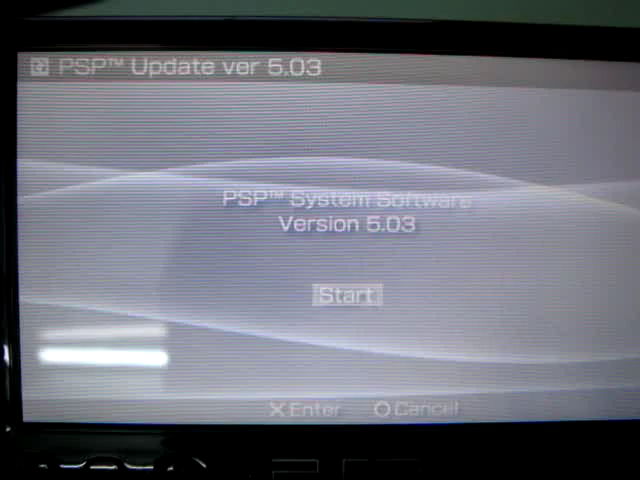 PSP™ Update ver 5.03
PSP™ System Software
Version 5.03
Start
Enter
Cancel